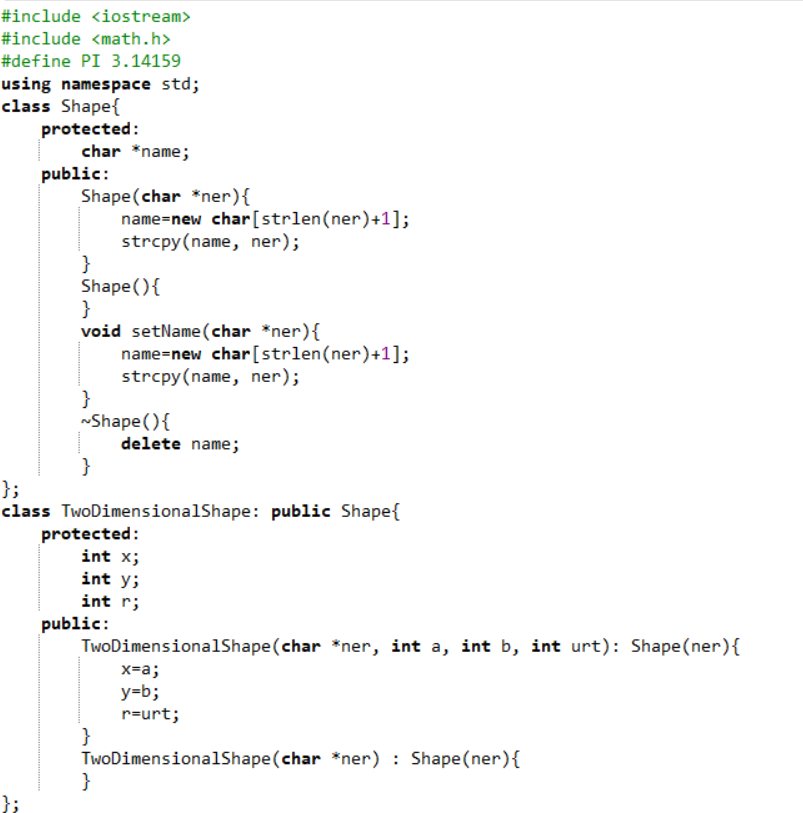 #include <iostream>
#include <math.h>
#define PI 3.14159
using namespace std;
class Shape{
    protected:
        char *name;
    public:
        Shape(char *ner){
            name=new char[strlen(ner)+1];
            strcpy(name, ner);
        }
        Shape(){
        }
        void setName(char *ner){
            name=new char[strlen(ner)+1];
            strcpy(name, ner);
        }
        ~Shape(){
            delete name;
        }
};
class TwoDimensionalShape: public Shape{
    protected:
        int x;
        int y;
        int r;
    public:
        TwoDimensionalShape(char *ner, int a, int b, int urt): Shape(ner){
            x=a;
            y=b;
            r=urt;
        }
        TwoDimensionalShape(char *ner) : Shape(ner){
        }
};